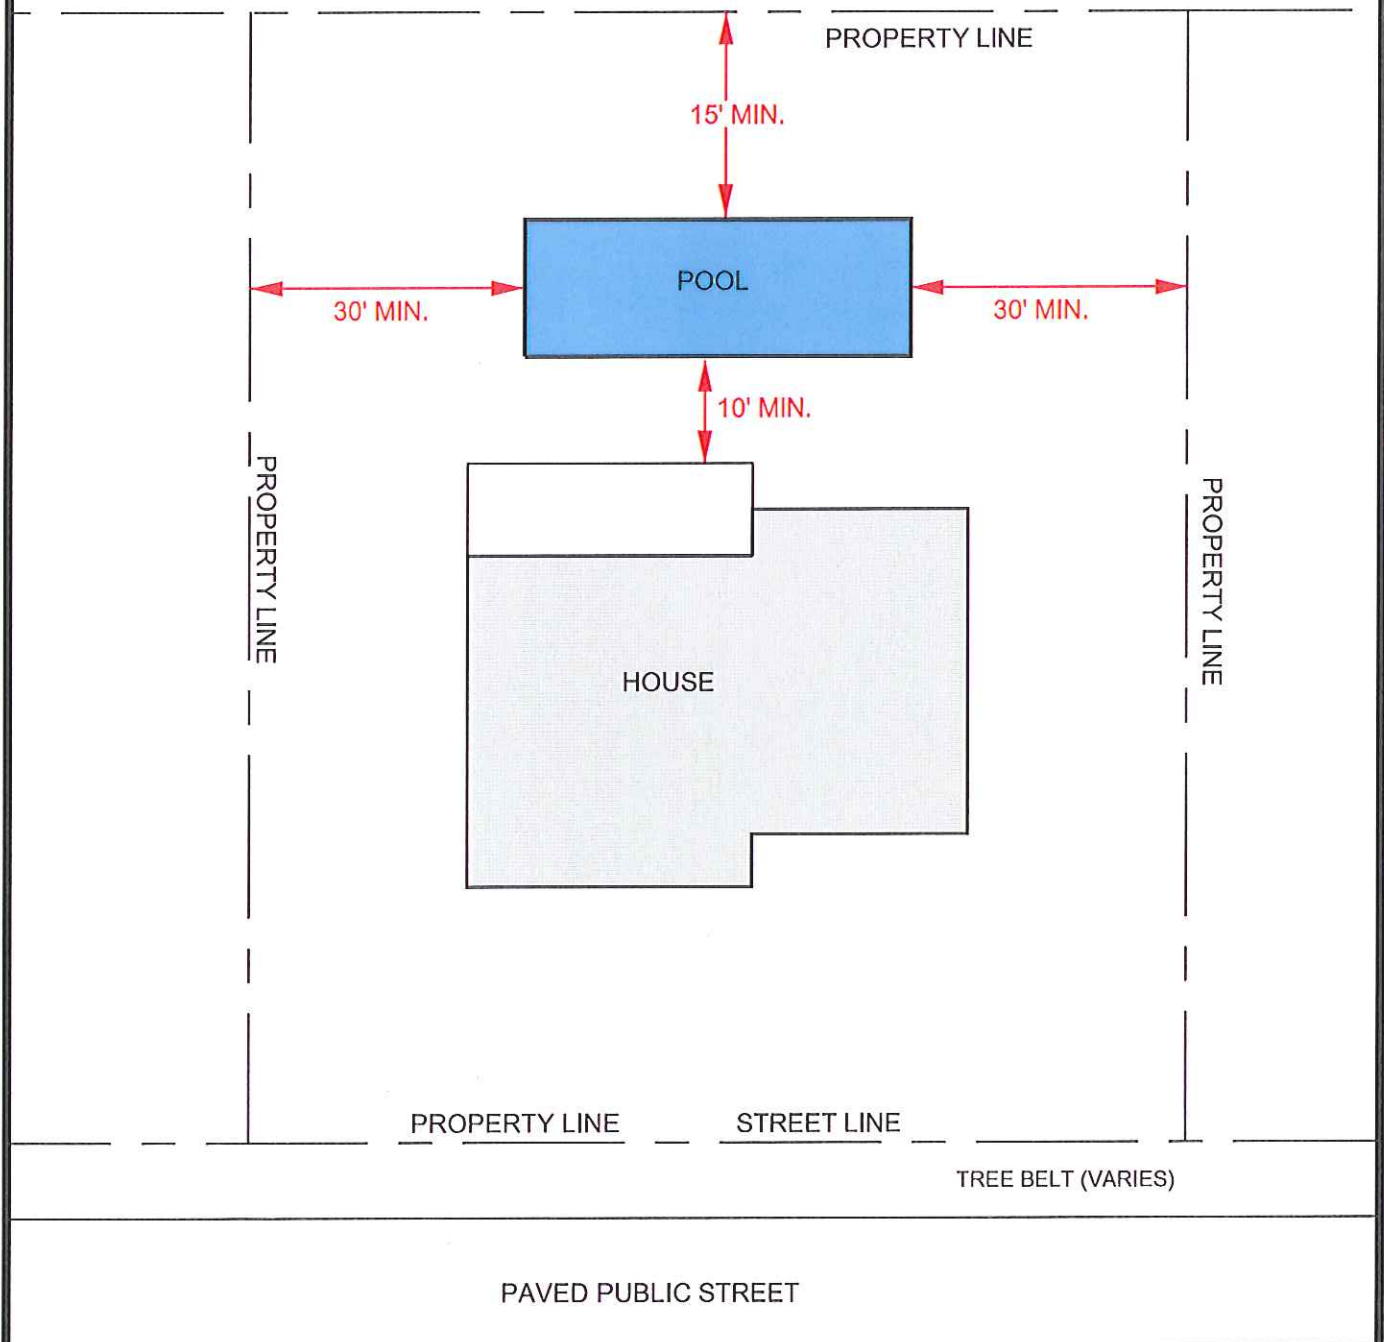 PROPERTY LINE
15' MIN.
POOL
30' MIN.
30' MIN.
10' MIN.
PROPERTY LINE
PROPERTY LINE
HOUSE
PROPERTY LINE
STREET LINE
TREE BELT (VARIES)
PAVED PUBLIC STREET